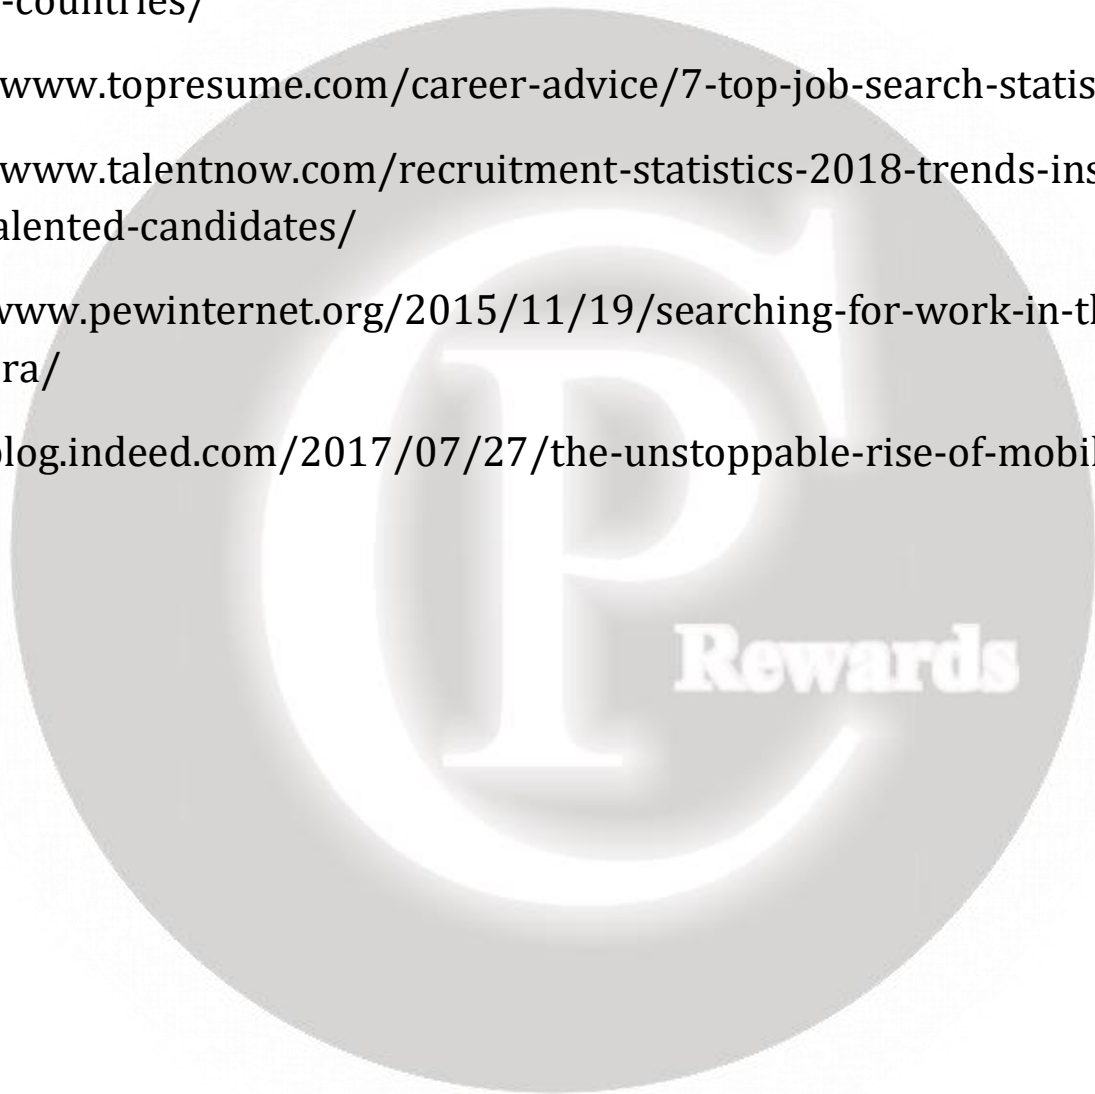 -countries/
www.topresume.com/career-advice/7-top-job-search-statis
www.talentnow.com/recruitment-statistics-2018-trends-ins
alented-candidates/
www.pewinternet.org/2015/11/19/searching-for-work-in-th
ra/
blog.indeed.com/2017/07/27/the-unstoppable-rise-of-mobil
CP
Rewards